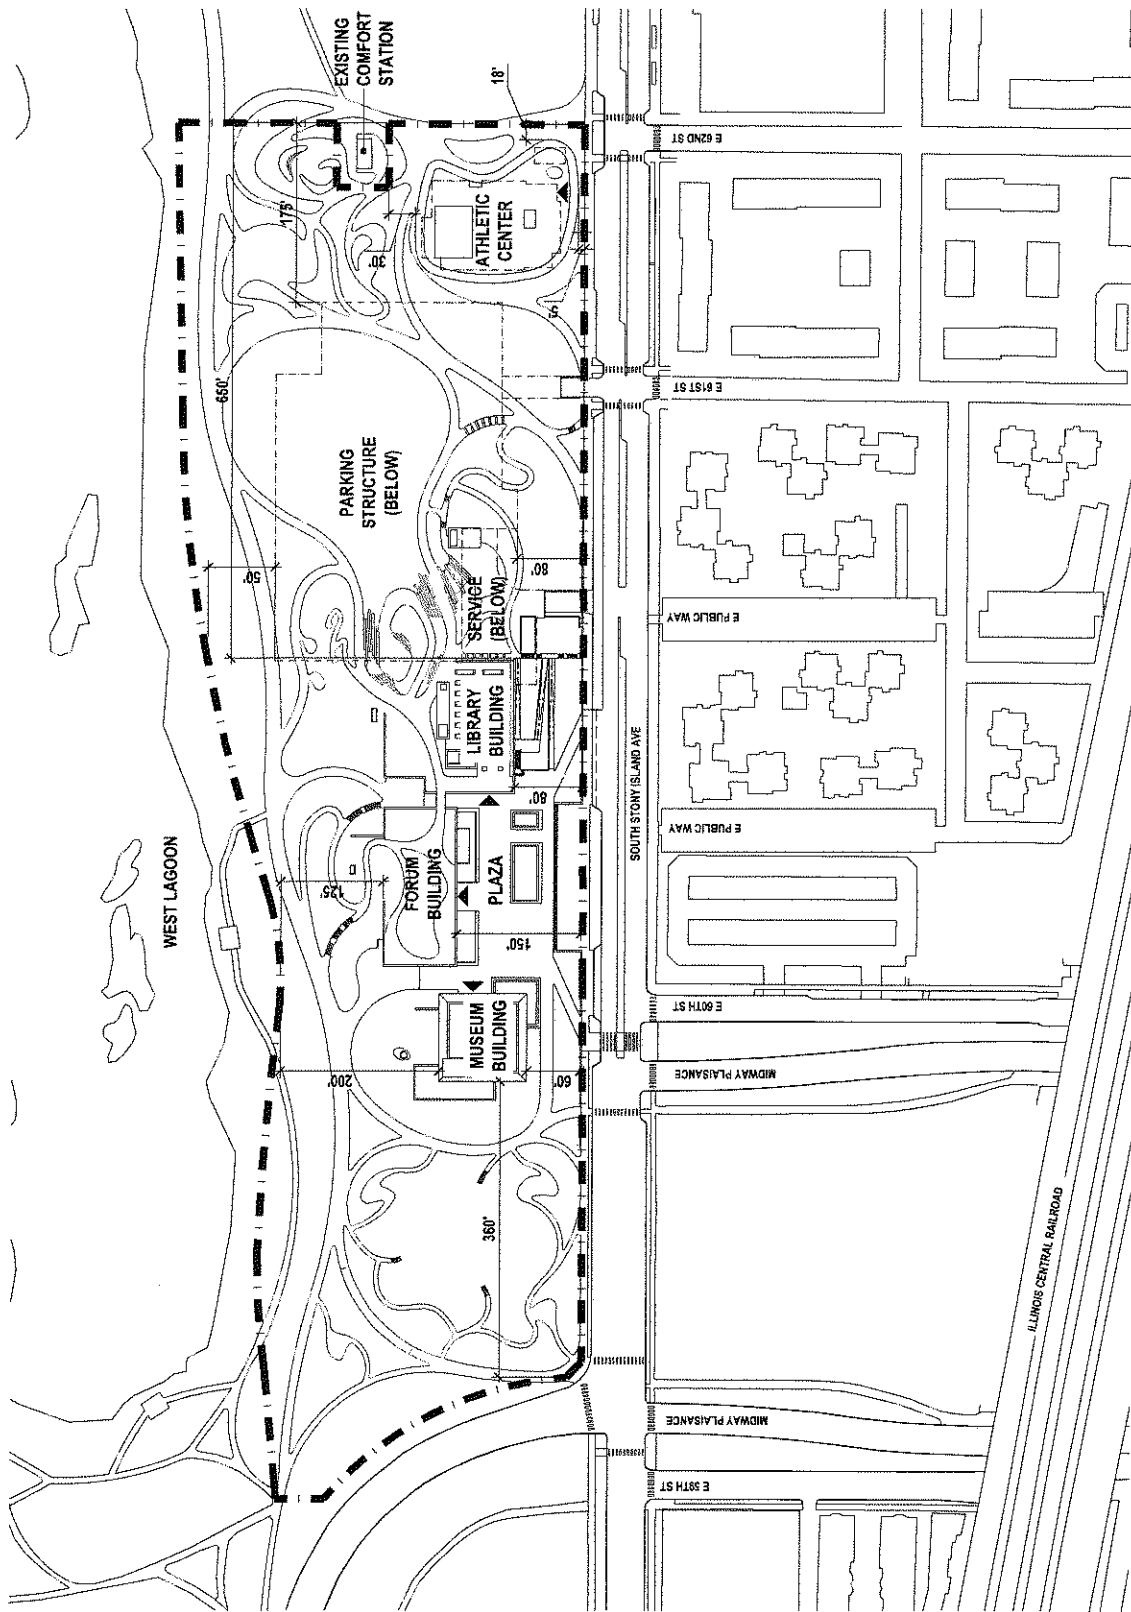 EXISTING
COMFORT
STATION
18'
E 62ND ST
175'
30'
ATHLETIC
CENTER
5'
650'
E 61ST ST
PARKING
STRUCTURE
(BELOW)
50'
80'
SERVICE
(BELOW)
E PUBLIC WAY
LIBRARY
BUILDING
SOUTH STONY ISLAND AVE
80'
E PUBLIC WAY
WEST LAGOON
125'
FORUM
BUILDING
PLAZA
150'
E 60TH ST
MUSEUM
BUILDING
200'
60'
MIDWAY PLAISANCE
360'
ILLINOIS CENTRAL RAILROAD
MIDWAY PLAISANCE
E 59TH ST